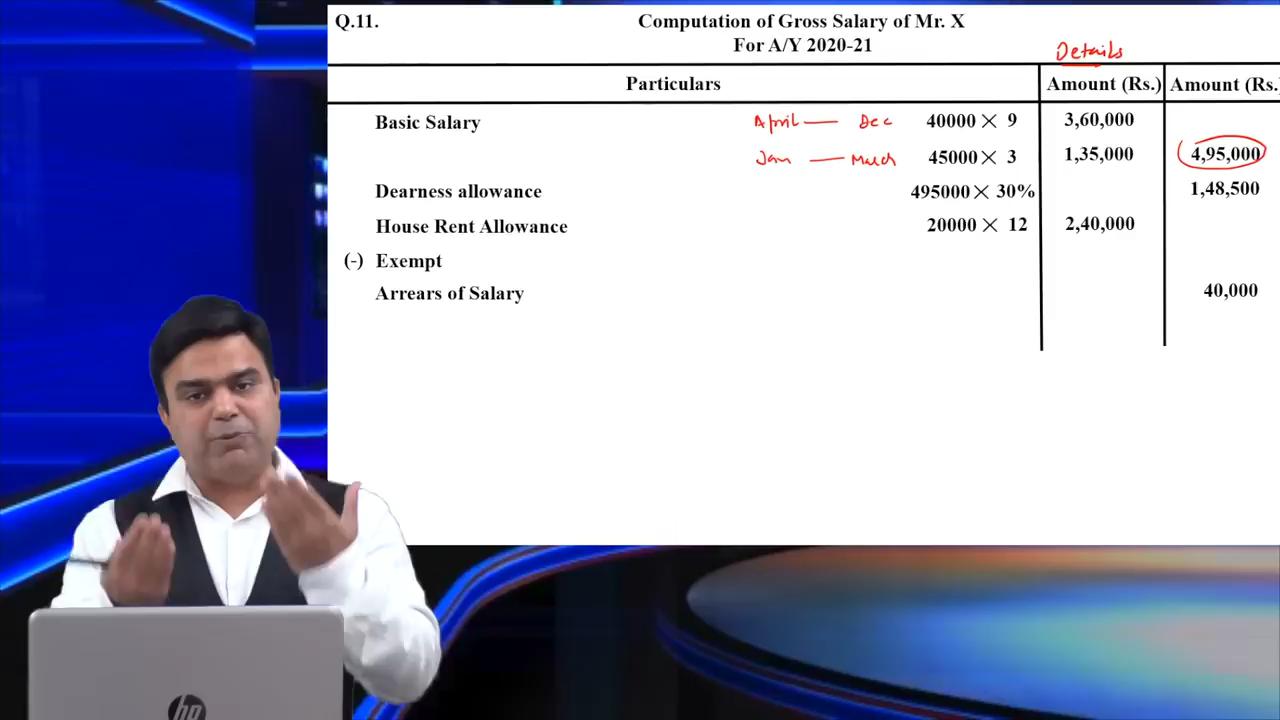 Q.11. Computation of Gross Salary of Mr. X
For A/Y 2020-21
Details
Particulars Amount (Rs.) Amount (Rs.
Basic Salary April — Dec 40000 × 9 3,60,000
Jan — March 45000 × 3 1,35,000 4,95,000
Dearness allowance 495000 × 30% 1,48,500
House Rent Allowance 20000 × 12 2,40,000
(-) Exempt
Arrears of Salary 40,000
hp